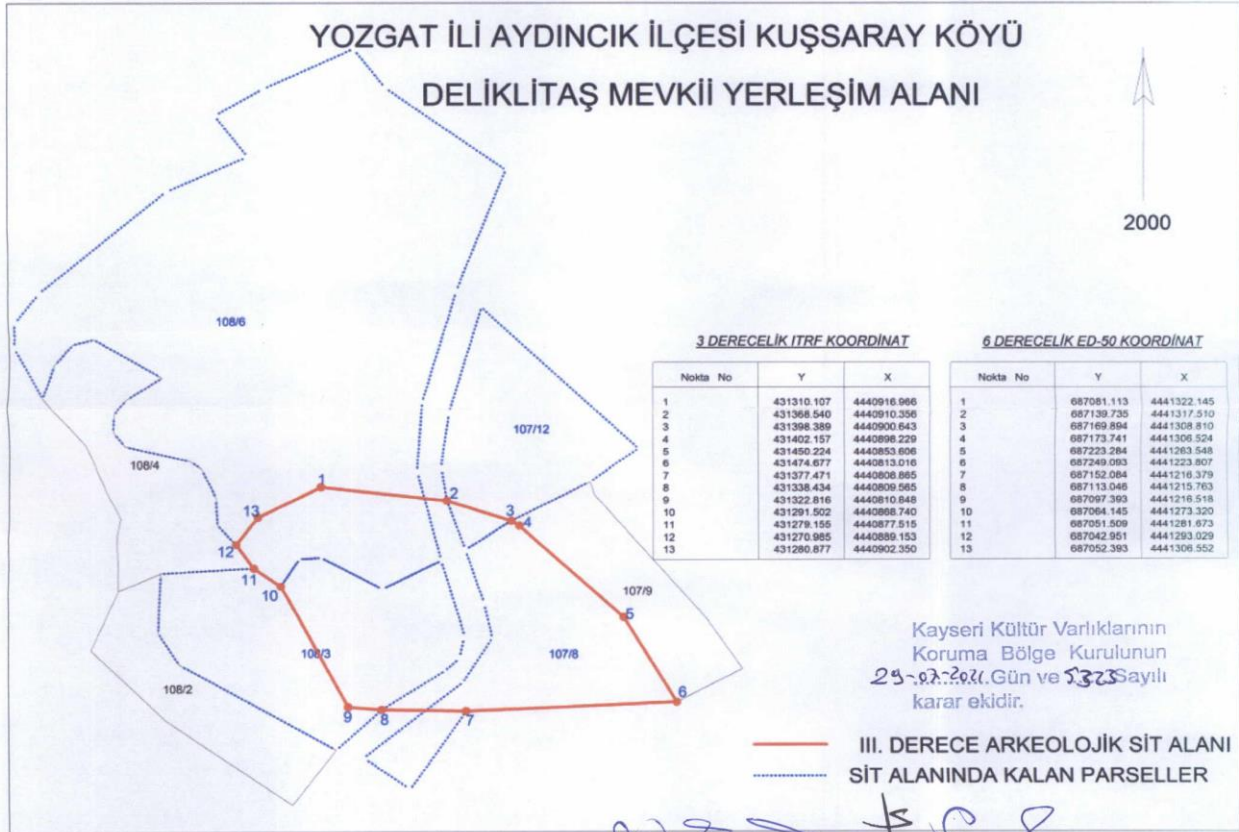 YOZGAT İLİ AYDINCIK İLÇESİ KUŞSARAY KÖYÜ
DELİKLİTAŞ MEVKİİ YERLEŞİM ALANI
2000
108/6
107/12
108/4
107/9
107/8
108/3
108/2
1
2
3
4
5
6
7
8
9
10
11
12
13
3 DERECELİK ITRF KOORDİNAT
Nokta No Y X
1 431310.107 4440916.966
2 431368.540 4440910.356
3 431398.389 4440900.643
4 431402.157 4440898.229
5 431450.224 4440853.606
6 431474.677 4440813.016
7 431377.471 4440806.865
8 431338.434 4440809.565
9 431322.816 4440810.848
10 431291.502 4440868.740
11 431279.155 4440877.515
12 431270.985 4440889.153
13 431280.877 4440902.350
6 DERECELİK ED-50 KOORDİNAT
Nokta No Y X
1 687081.113 4441322.145
2 687139.735 4441317.510
3 687169.894 4441308.810
4 687173.741 4441306.524
5 687223.284 4441263.548
6 687249.093 4441223.807
7 687152.084 4441216.379
8 687113.046 4441215.763
9 687097.393 4441216.518
10 687064.145 4441273.320
11 687051.509 4441281.673
12 687042.951 4441293.029
13 687052.393 4441306.552
Kayseri Kültür Varlıklarının
Koruma Bölge Kurulunun
29-07-2021.Gün ve 5323 Sayılı
karar ekidir.
III. DERECE ARKEOLOJİK SİT ALANI
SİT ALANINDA KALAN PARSELLER